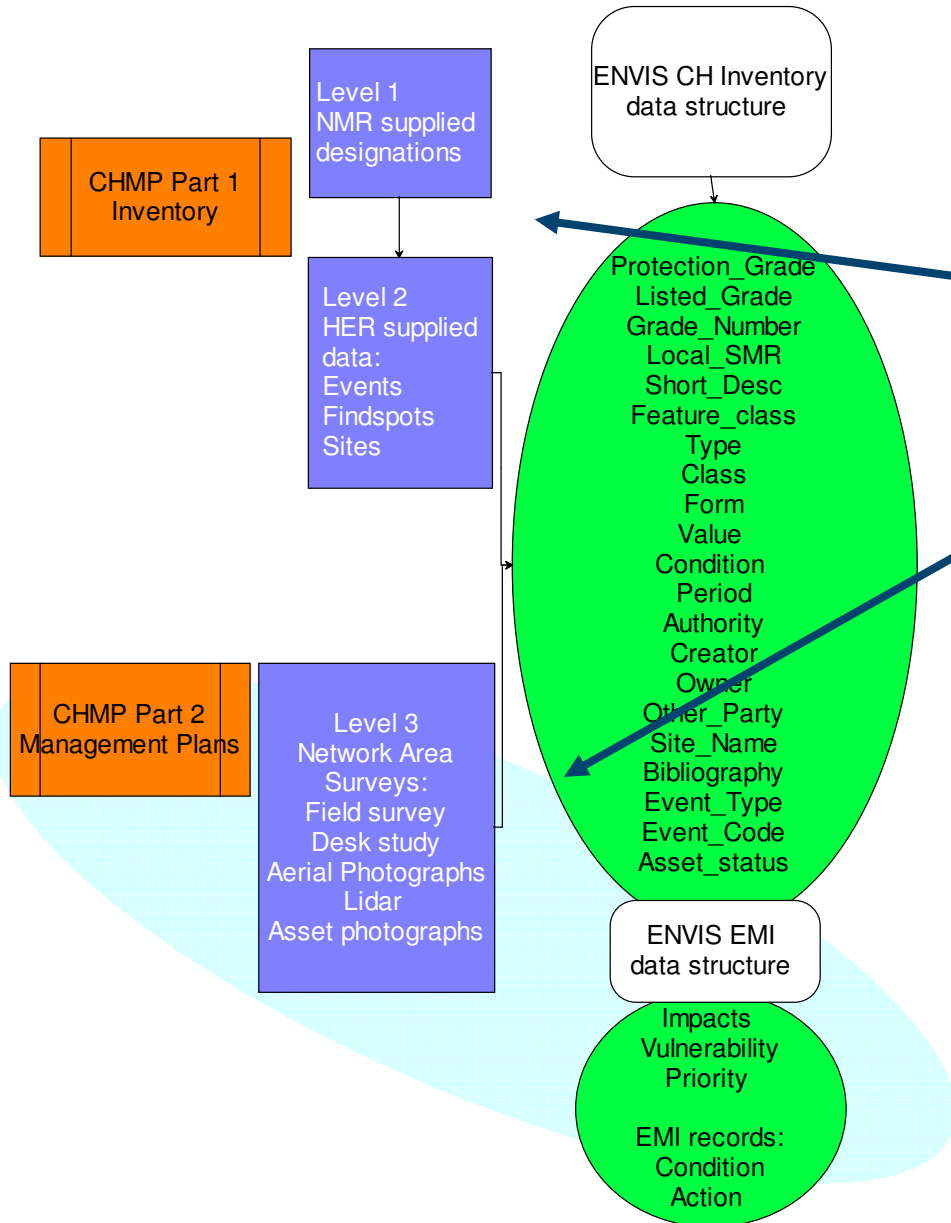 Level 1
NMR supplied
designations
ENVIS CH Inventory
data structure
CHMP Part 1
Inventory
Level 2
HER supplied
data:
Events
Findspots
Sites
Protection_Grade
Listed_Grade
Grade_Number
Local_SMR
Short_Desc
Feature_class
Type
Class
Form
Value
Condition
Period
Authority
Creator
Owner
Other_Party
Site_Name
Bibliography
Event_Type
Event_Code
Asset_status
CHMP Part 2
Management Plans
Level 3
Network Area
Surveys:
Field survey
Desk study
Aerial Photographs
Lidar
Asset photographs
ENVIS EMI
data structure
Impacts
Vulnerability
Priority
EMI records:
Condition
Action